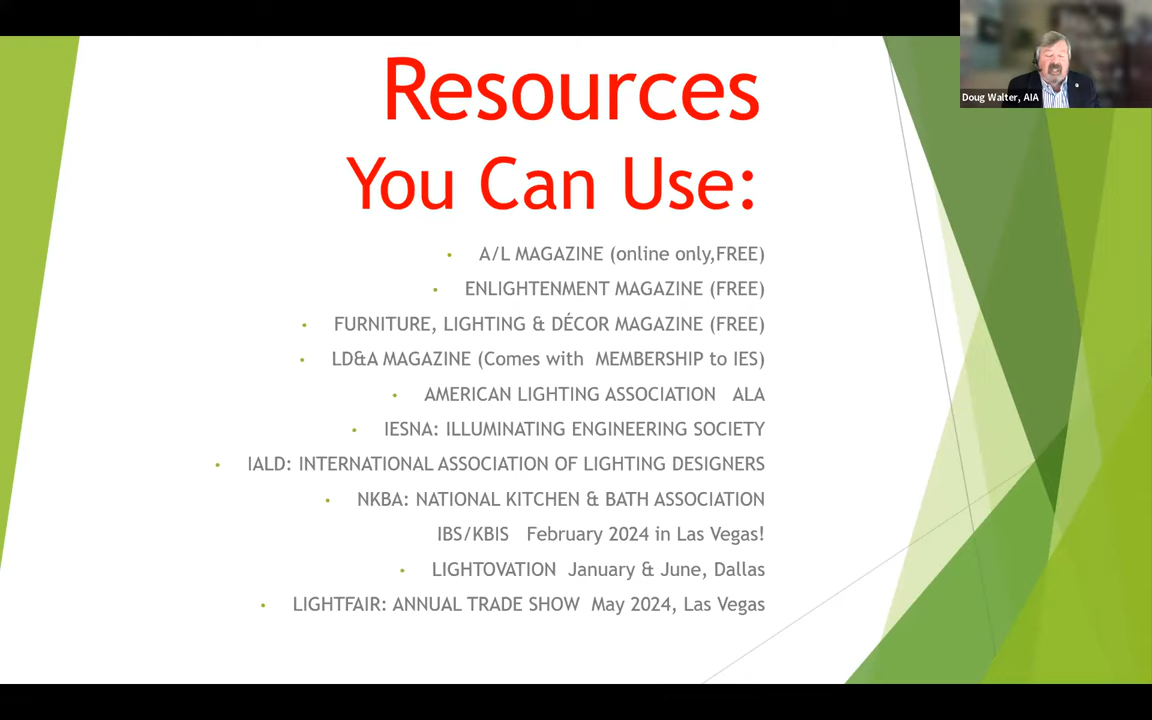 Resources
You Can Use:
• A/L MAGAZINE (online only,FREE)
• ENLIGHTENMENT MAGAZINE (FREE)
• FURNITURE, LIGHTING & DÉCOR MAGAZINE (FREE)
• LD&A MAGAZINE (Comes with MEMBERSHIP to IES)
• AMERICAN LIGHTING ASSOCIATION ALA
• IESNA: ILLUMINATING ENGINEERING SOCIETY
• IALD: INTERNATIONAL ASSOCIATION OF LIGHTING DESIGNERS
• NKBA: NATIONAL KITCHEN & BATH ASSOCIATION
IBS/KBIS February 2024 in Las Vegas!
• LIGHTOVATION January & June, Dallas
• LIGHTFAIR: ANNUAL TRADE SHOW May 2024, Las Vegas
Doug Walter, AIA